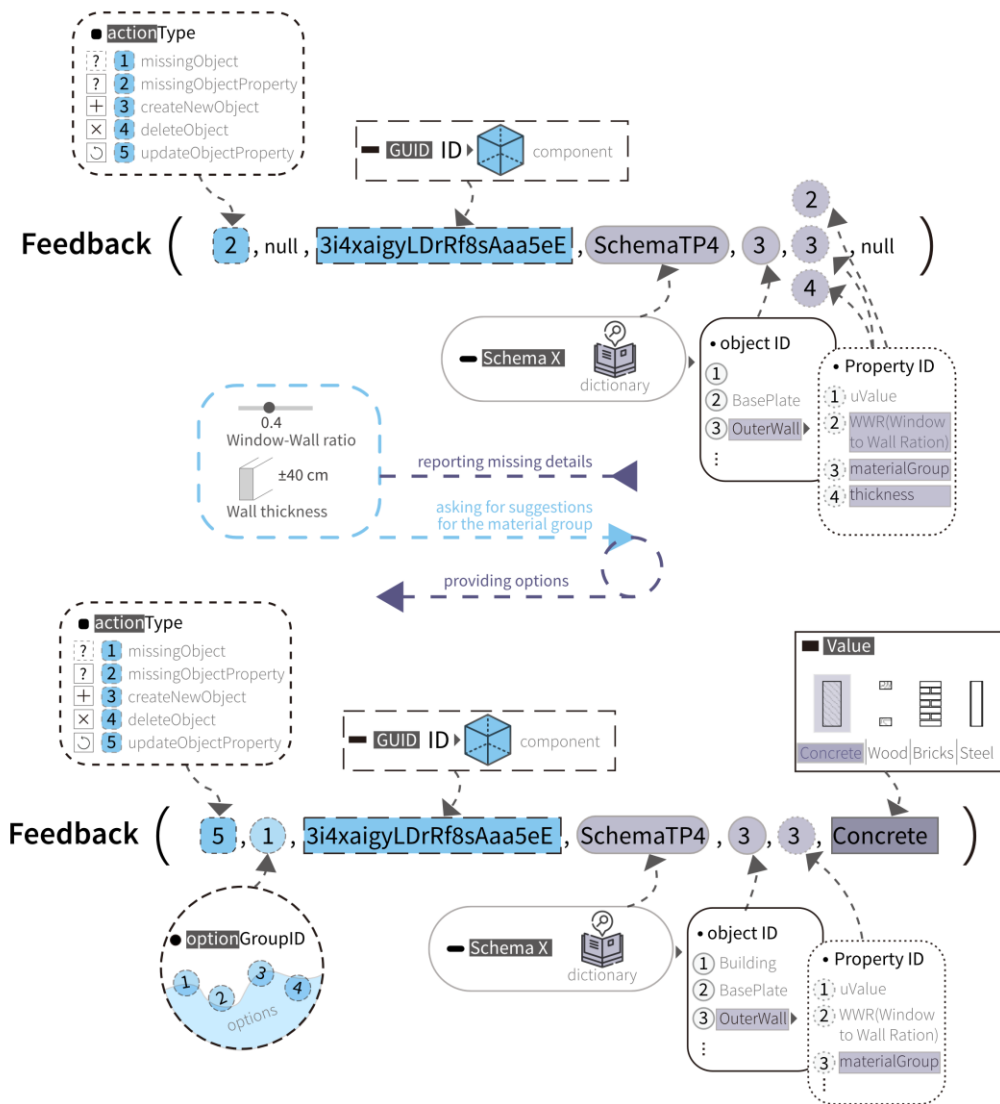 actionType
? 1 missingObject
? 2 missingObjectProperty
+ 3 createNewObject
× 4 deleteObject
5 updateObjectProperty
GUID ID component
2
Feedback ( 2 , null , 3i4xaigyLDrRf8sAaa5eE , SchemaTP4 , 3 , 3 , null )
4
Schema X
dictionary
• object ID
1
2 BasePlate
3 OuterWall
⋮
• Property ID
1 uValue
2 WWR(Window
to Wall Ration)
3 materialGroup
4 thickness
0.4
Window-Wall ratio
±40 cm
Wall thickness
reporting missing details
asking for suggestions
for the material group
providing options
actionType
? 1 missingObject
? 2 missingObjectProperty
+ 3 createNewObject
× 4 deleteObject
5 updateObjectProperty
GUID ID component
Value
Concrete Wood Bricks Steel
Feedback ( 5 , 1 , 3i4xaigyLDrRf8sAaa5eE , SchemaTP4 , 3 , 3 , Concrete )
optionGroupID
1 2 3 4
options
Schema X
dictionary
• object ID
1 Building
2 BasePlate
3 OuterWall
⋮
• Property ID
1 uValue
2 WWR(Window
to Wall Ration)
3 materialGroup
⋮